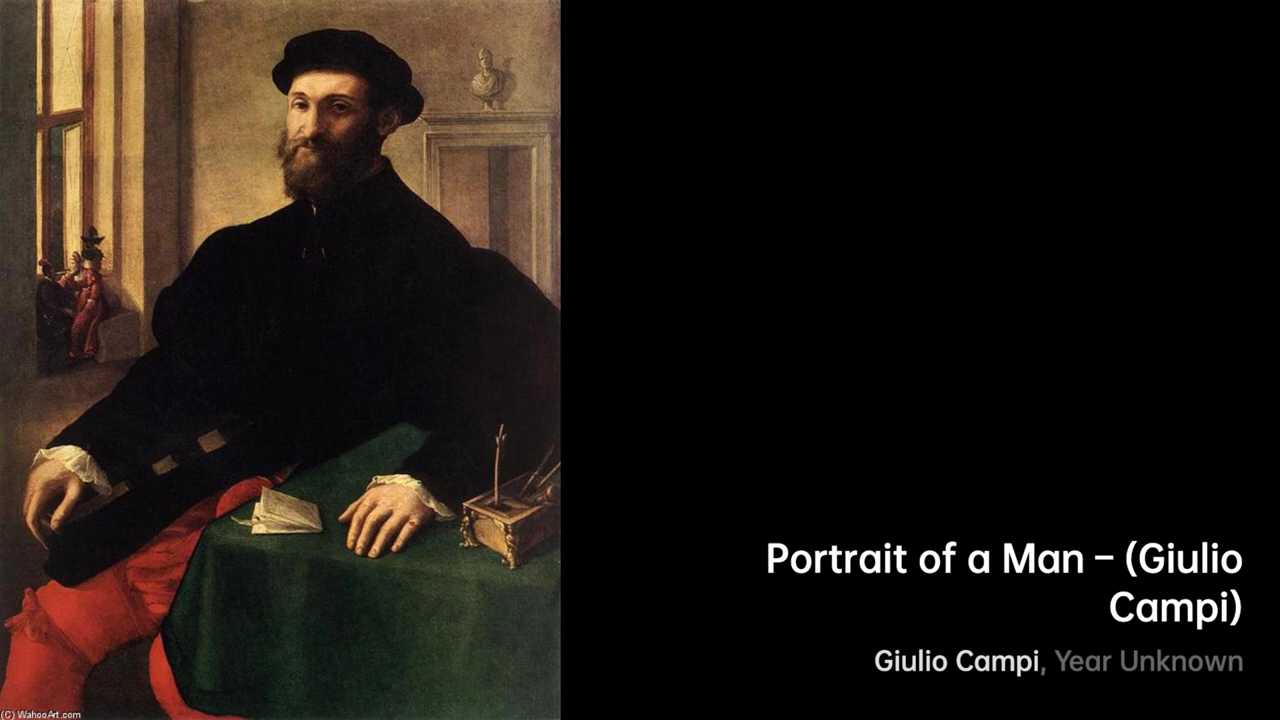 Portrait of a Man – (Giulio
Campi)
Giulio Campi, Year Unknown
(C) WahooArt.com